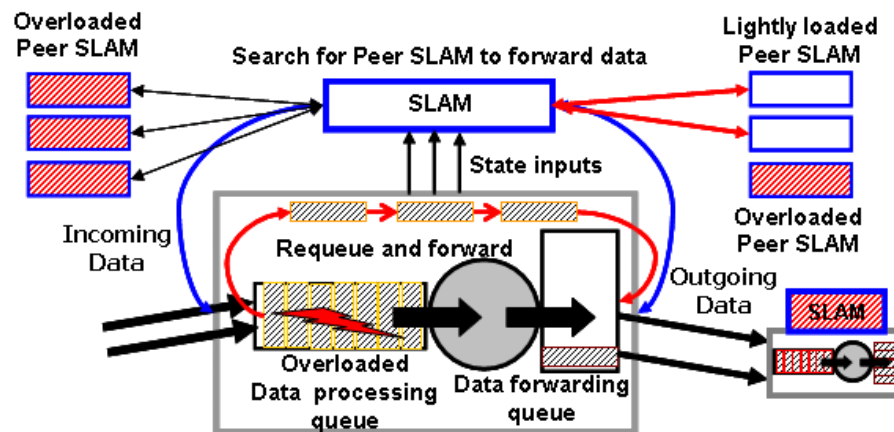 Overloaded
Peer SLAM
Search for Peer SLAM to forward data
Lightly loaded
Peer SLAM
SLAM
State inputs
Overloaded
Peer SLAM
Incoming
Data
Requeue and forward
Outgoing
Data
SLAM
Overloaded
Data processing
queue
Data forwarding
queue